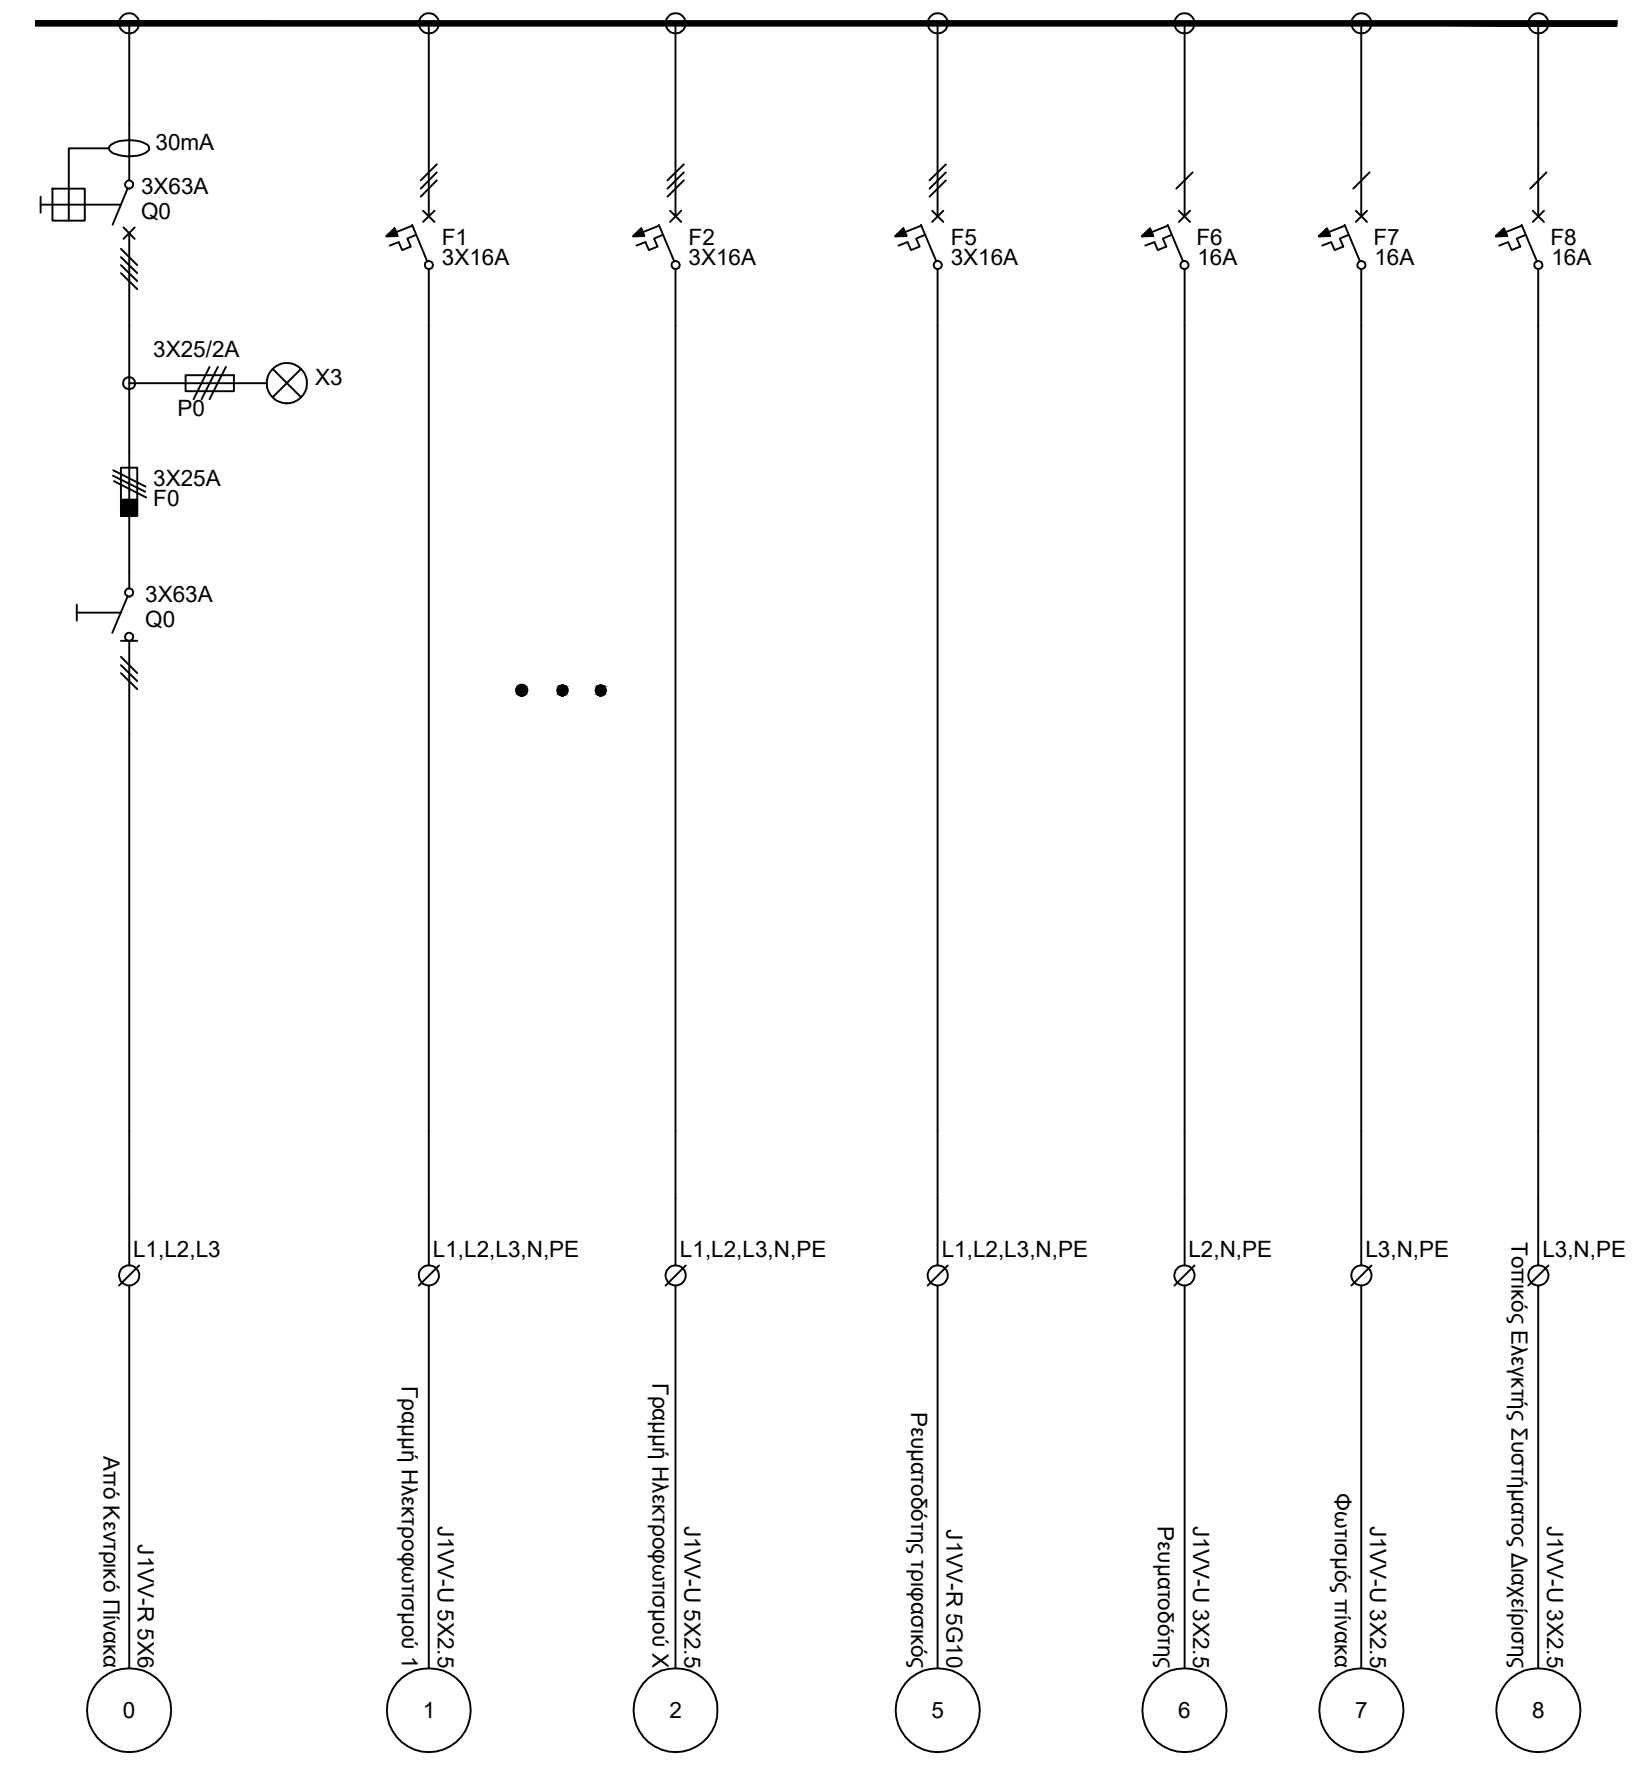 30mA
3X63A
Q0
3X25/2A
P0
X3
3X25A
F0
3X63A
Q0
F1
3X16A
F2
3X16A
F5
3X16A
F6
16A
F7
16A
F8
16A
L1,L2,L3
L1,L2,L3,N,PE
L1,L2,L3,N,PE
L1,L2,L3,N,PE
L2,N,PE
L3,N,PE
L3,N,PE
Από Κεντρικό Πίνακα
J1VV-R 5X6
Γραμμή Ηλεκτροφωτισμού 1
J1VV-U 5X2.5
Γραμμή Ηλεκτροφωτισμού Χ
J1VV-U 5X2.5
Ρευματοδότης τριφασικός
J1VV-R 5G10
Ρευματοδότης
J1VV-U 3X2.5
Φωτισμός πίνακα
J1VV-U 3X2.5
Τοπικός Ελεγκτής Συστήματος Διαχείρισης
J1VV-U 3X2.5
0
1
2
5
6
7
8